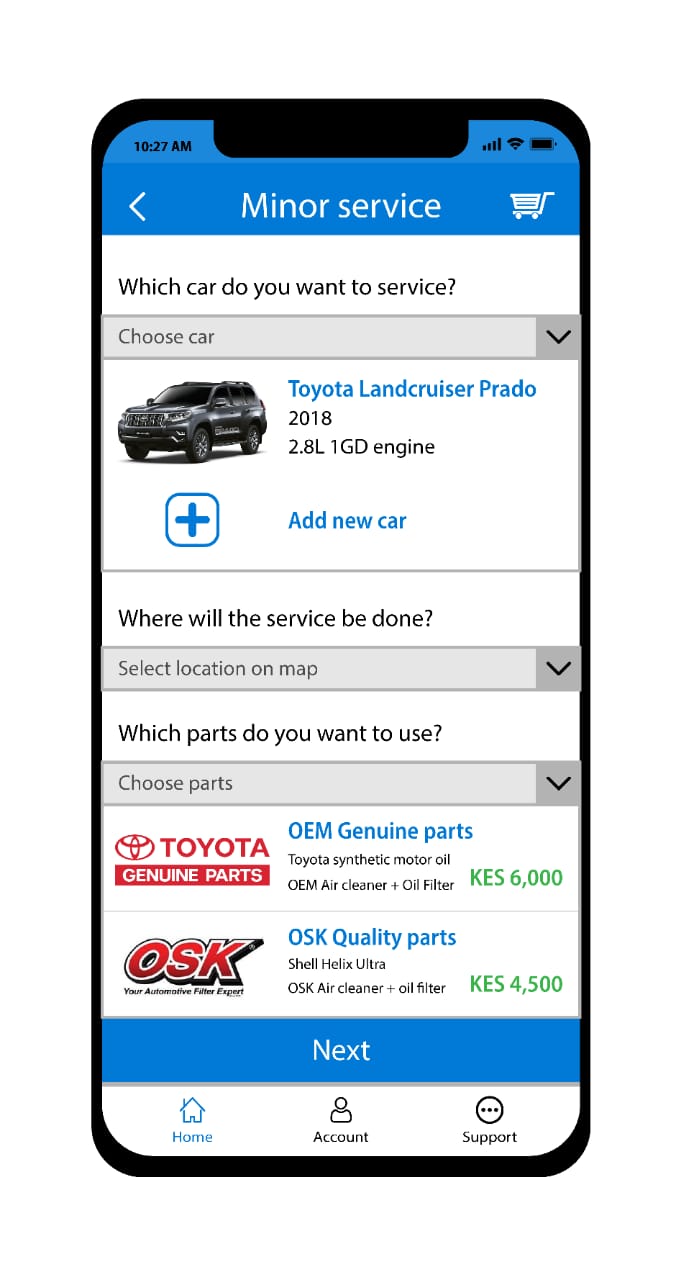 10:27 AM
Minor service
Which car do you want to service?
Choose car
Toyota Landcruiser Prado
2018
2.8L 1GD engine
Add new car
Where will the service be done?
Select location on map
Which parts do you want to use?
Choose parts
TOYOTA
GENUINE PARTS
OEM Genuine parts
Toyota synthetic motor oil
OEM Air cleaner + Oil Filter
KES 6,000
OSK
Your Automotive Filter Expert
OSK Quality parts
Shell Helix Ultra
OSK Air cleaner + oil filter
KES 4,500
Next
Home
Account
Support